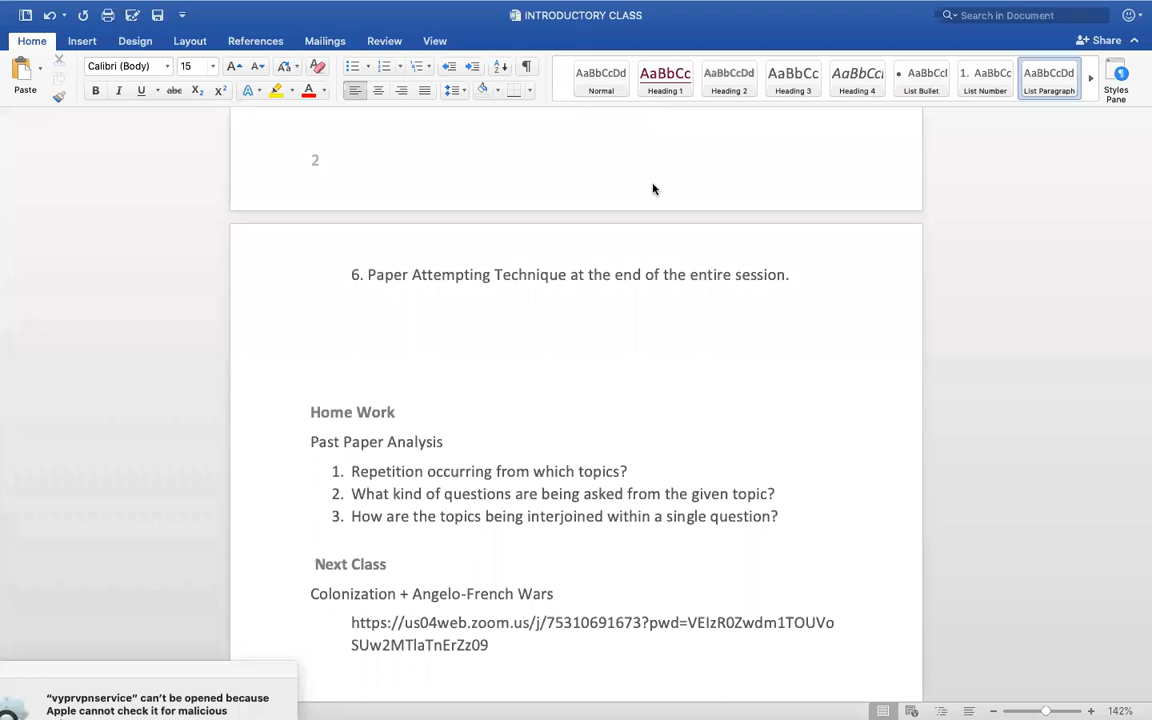 INTRODUCTORY CLASS
Search in Document
Home Insert Design Layout References Mailings Review View
Share
Paste
Calibri (Body) 15
AaBbCcDd AaBbCc AaBbCcDd AaBbCc AaBbCcI AaBbCcI 1. AaBbCc AaBbCcDd
Normal Heading 1 Heading 2 Heading 3 Heading 4 List Bullet List Number List Paragraph
Styles
Pane
2
6. Paper Attempting Technique at the end of the entire session.
Home Work
Past Paper Analysis
1. Repetition occurring from which topics?
2. What kind of questions are being asked from the given topic?
3. How are the topics being interjoined within a single question?
Next Class
Colonization + Angelo-French Wars
https://us04web.zoom.us/j/75310691673?pwd=VEIzR0Zwdm1TOUVo
SUw2MTlaTnErZz09
"vyprvpnservice" can't be opened because
Apple cannot check it for malicious
142%